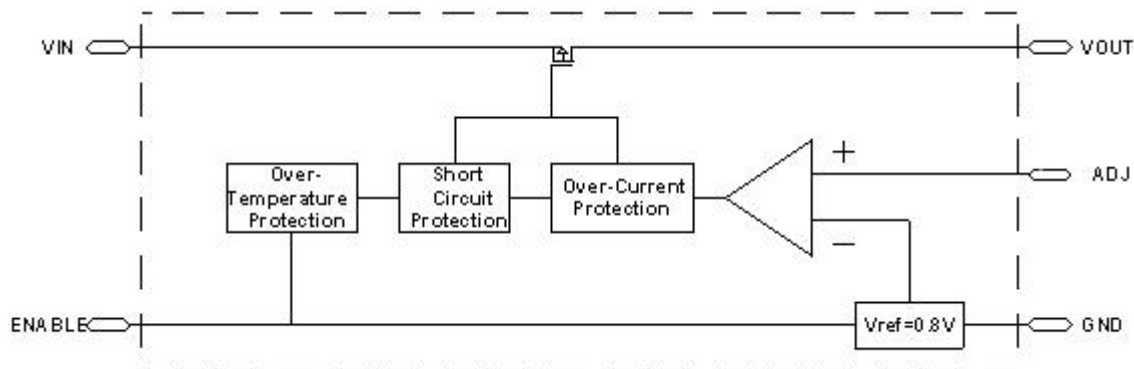 VIN
VOUT
Over-
Temperature
Protection
Short
Circuit
Protection
Over-Current
Protection
+
−
ADJ
ENABLE
Vref=0.8V
GND